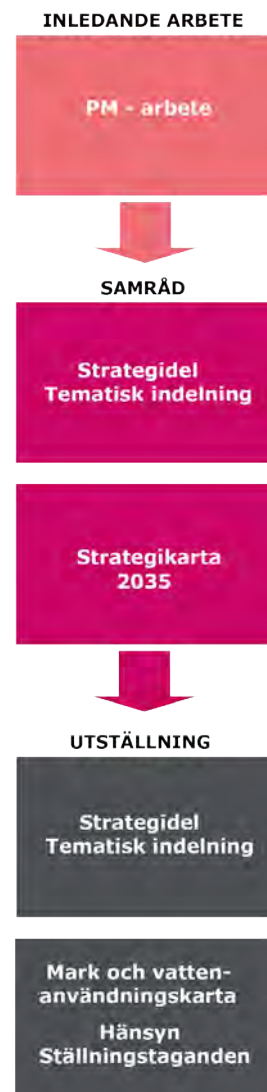 INLEDANDE ARBETE
PM - arbete
SAMRÅD
Strategidel
Tematisk indelning
Strategikarta
2035
UTSTÄLLNING
Strategidel
Tematisk indelning
Mark och vatten-
användningskarta
Hänsyn
Ställningstaganden